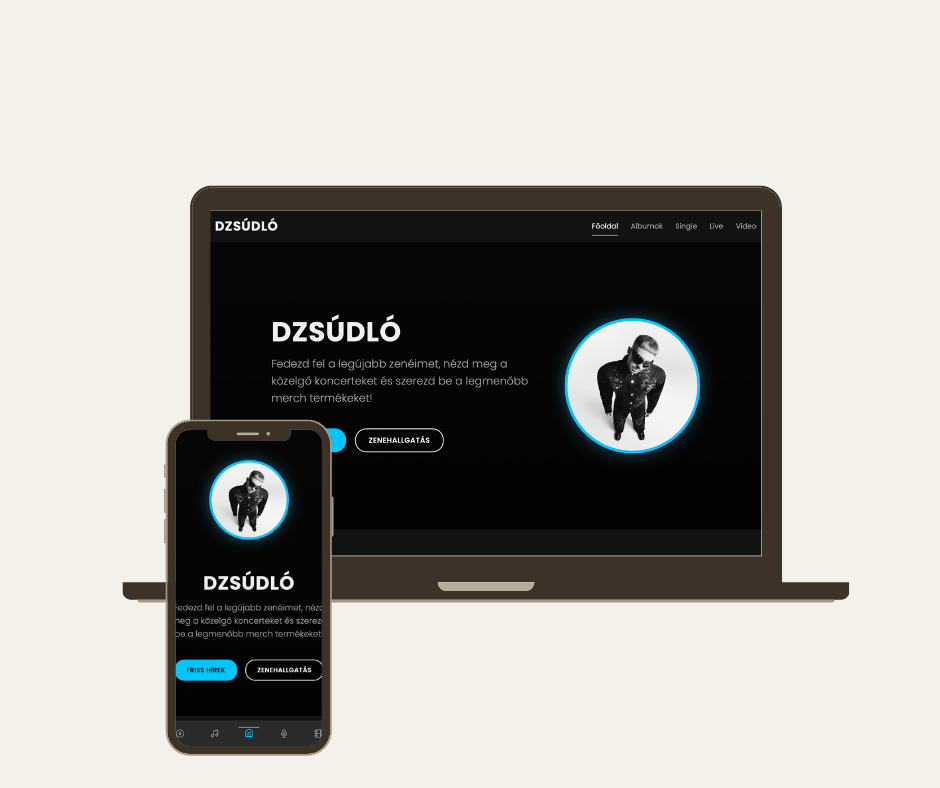 DZSÚDLÓ
Főoldal Albumok Single Live Video
DZSÚDLÓ
Fedezd fel a legújabb zenéimet, nézd meg a
közelgő koncerteket és szerezd be a legmenőbb
merch termékeket!
ZENEHALLGATÁS
DZSÚDLÓ
edezd fel a legújabb zenéimet, nézd
meg a közelgő koncerteket és szerezd
be a legmenőbb merch termékeket!
FRISS HÍREK ZENEHALLGATÁS